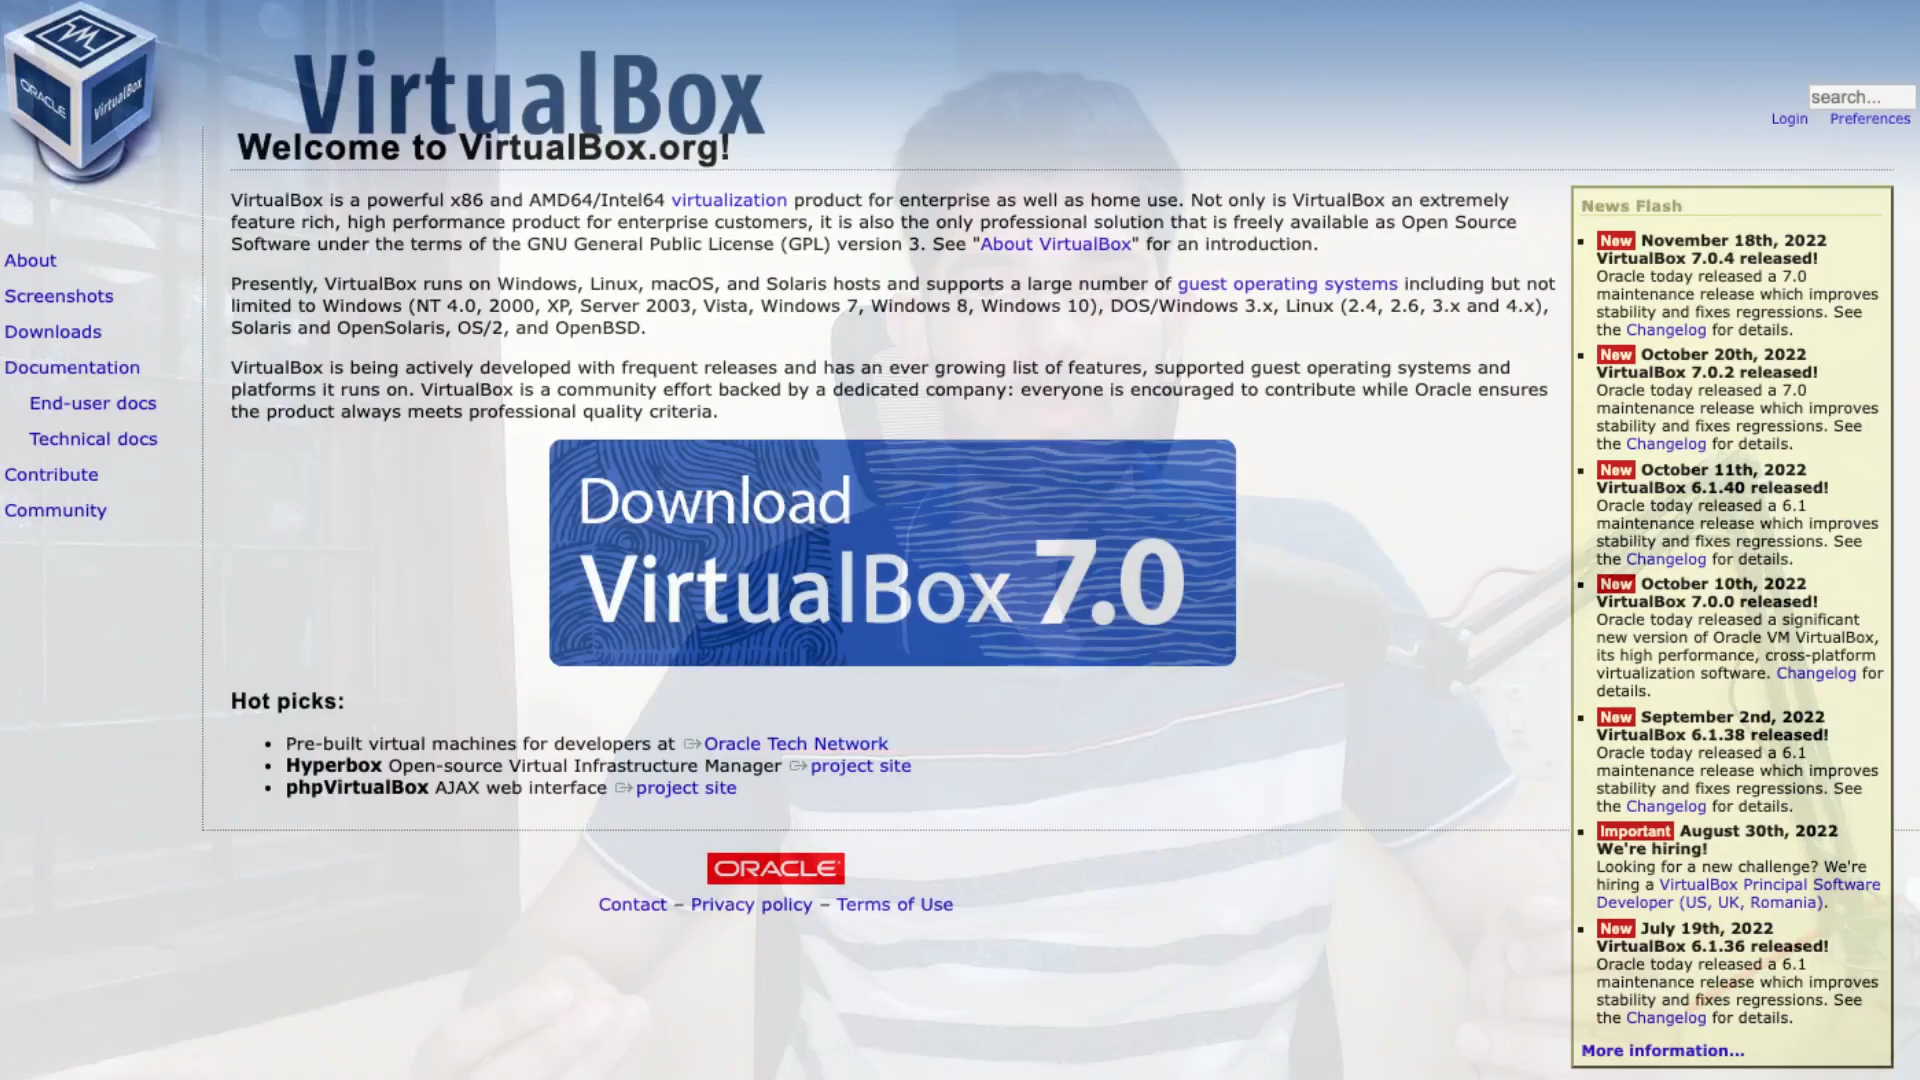 ORACLE
VirtualBox
VirtualBox
search...
Login Preferences
Welcome to VirtualBox.org!
About
Screenshots
Downloads
Documentation
End-user docs
Technical docs
Contribute
Community
VirtualBox is a powerful x86 and AMD64/Intel64 virtualization product for enterprise as well as home use. Not only is VirtualBox an extremely
feature rich, high performance product for enterprise customers, it is also the only professional solution that is freely available as Open Source
Software under the terms of the GNU General Public License (GPL) version 3. See "About VirtualBox" for an introduction.
Presently, VirtualBox runs on Windows, Linux, macOS, and Solaris hosts and supports a large number of guest operating systems including but not
limited to Windows (NT 4.0, 2000, XP, Server 2003, Vista, Windows 7, Windows 8, Windows 10), DOS/Windows 3.x, Linux (2.4, 2.6, 3.x and 4.x),
Solaris and OpenSolaris, OS/2, and OpenBSD.
VirtualBox is being actively developed with frequent releases and has an ever growing list of features, supported guest operating systems and
platforms it runs on. VirtualBox is a community effort backed by a dedicated company: everyone is encouraged to contribute while Oracle ensures
the product always meets professional quality criteria.
Download
VirtualBox 7.0
Hot picks:
• Pre-built virtual machines for developers at Oracle Tech Network
• Hyperbox Open-source Virtual Infrastructure Manager project site
• phpVirtualBox AJAX web interface project site
ORACLE
Contact – Privacy policy – Terms of Use
News Flash
New November 18th, 2022
VirtualBox 7.0.4 released!
Oracle today released a 7.0
maintenance release which improves
stability and fixes regressions. See
the Changelog for details.
New October 20th, 2022
VirtualBox 7.0.2 released!
Oracle today released a 7.0
maintenance release which improves
stability and fixes regressions. See
the Changelog for details.
New October 11th, 2022
VirtualBox 6.1.40 released!
Oracle today released a 6.1
maintenance release which improves
stability and fixes regressions. See
the Changelog for details.
New October 10th, 2022
VirtualBox 7.0.0 released!
Oracle today released a significant
new version of Oracle VM VirtualBox,
its high performance, cross-platform
virtualization software. Changelog for
details.
New September 2nd, 2022
VirtualBox 6.1.38 released!
Oracle today released a 6.1
maintenance release which improves
stability and fixes regressions. See
the Changelog for details.
Important August 30th, 2022
We're hiring!
Looking for a new challenge? We're
hiring a VirtualBox Principal Software
Developer (US, UK, Romania).
New July 19th, 2022
VirtualBox 6.1.36 released!
Oracle today released a 6.1
maintenance release which improves
stability and fixes regressions. See
the Changelog for details.
More information...